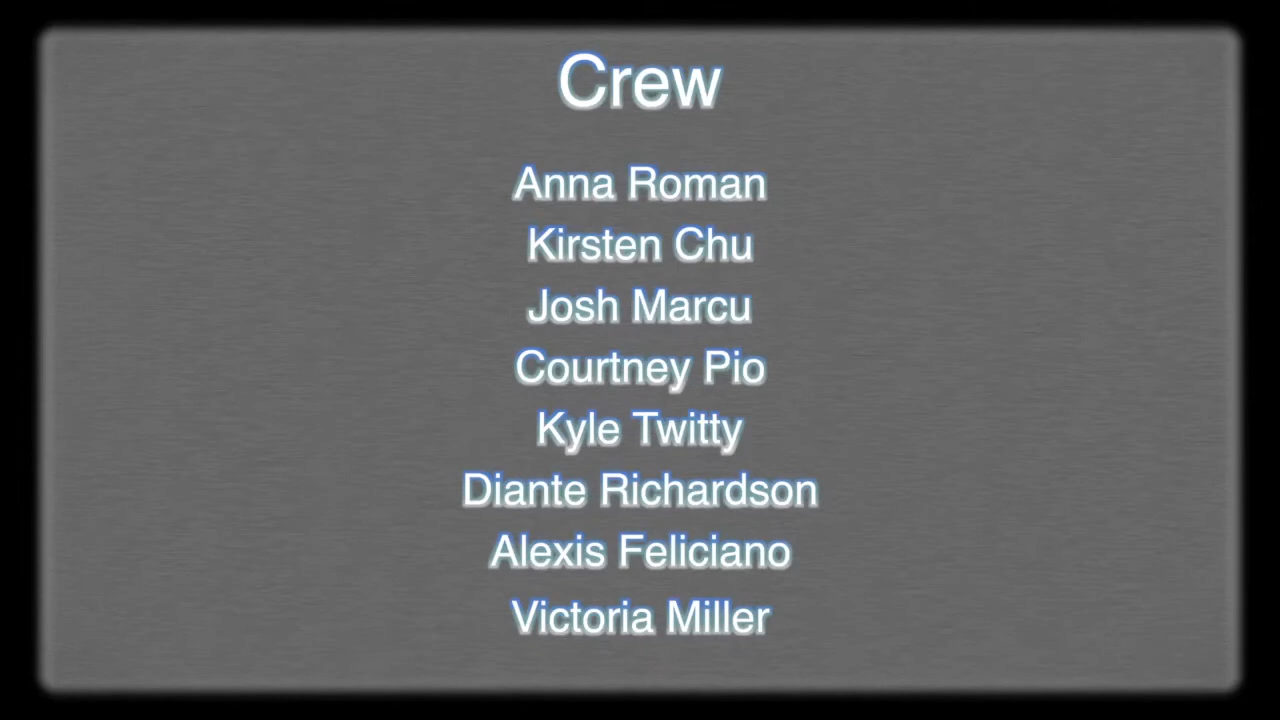 Crew
Anna Roman
Kirsten Chu
Josh Marcu
Courtney Pio
Kyle Twitty
Diante Richardson
Alexis Feliciano
Victoria Miller